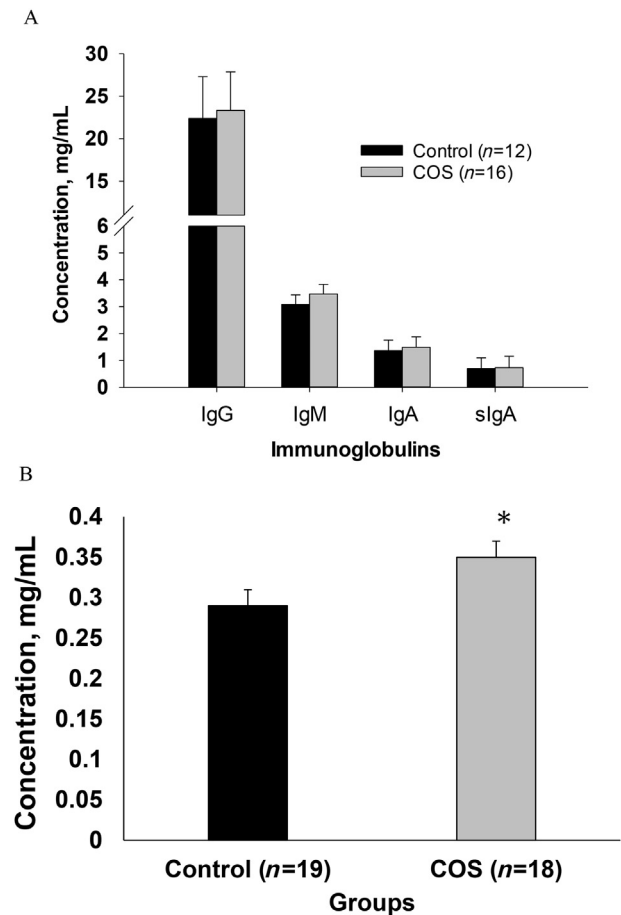 A
Concentration, mg/mL
30
25
20
15
6
5
4
3
2
1
0
Control (n=12)
COS (n=16)
IgG IgM IgA sIgA
Immunoglobulins
B
Concentration, mg/mL
0.4
0.35
0.3
0.25
0.2
0.15
0.1
0.05
0
*
Control (n=19) COS (n=18)
Groups